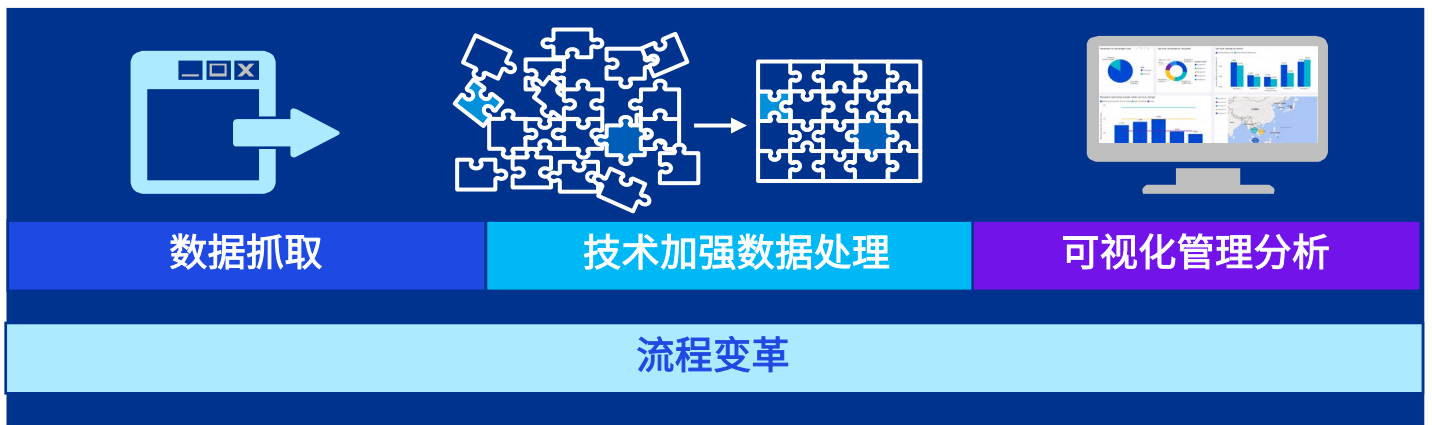 数据抓取
技术加强数据处理
可视化管理分析
流程变革